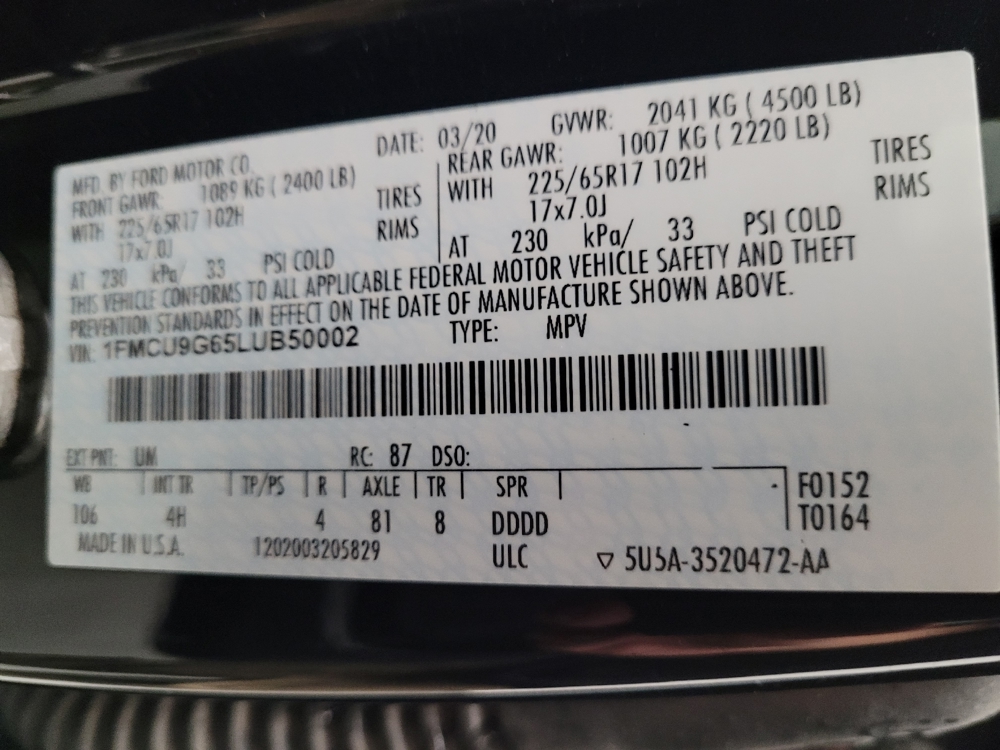 MFD. BY FORD MOTOR CO. DATE: 03/20 GVWR: 2041 KG ( 4500 LB)
FRONT GAWR: 1089 KG ( 2400 LB) REAR GAWR: 1007 KG ( 2220 LB)
WITH 225/65R17 102H TIRES WITH 225/65R17 102H TIRES
17x7.0J RIMS 17x7.0J RIMS
AT 230 kPa/ 33 PSI COLD AT 230 kPa/ 33 PSI COLD
THIS VEHICLE CONFORMS TO ALL APPLICABLE FEDERAL MOTOR VEHICLE SAFETY AND THEFT
PREVENTION STANDARDS IN EFFECT ON THE DATE OF MANUFACTURE SHOWN ABOVE.
VIN: 1FMCU9G65LUB50002 TYPE: MPV
EXT PNT: UM RC: 87 DSO:
WB INT TR TP/PS R AXLE TR SPR F0152
106 4H 4 81 8 DDDD T0164
MADE IN U.S.A. 1202003205829 ULC ▽ 5U5A-3520472-AA